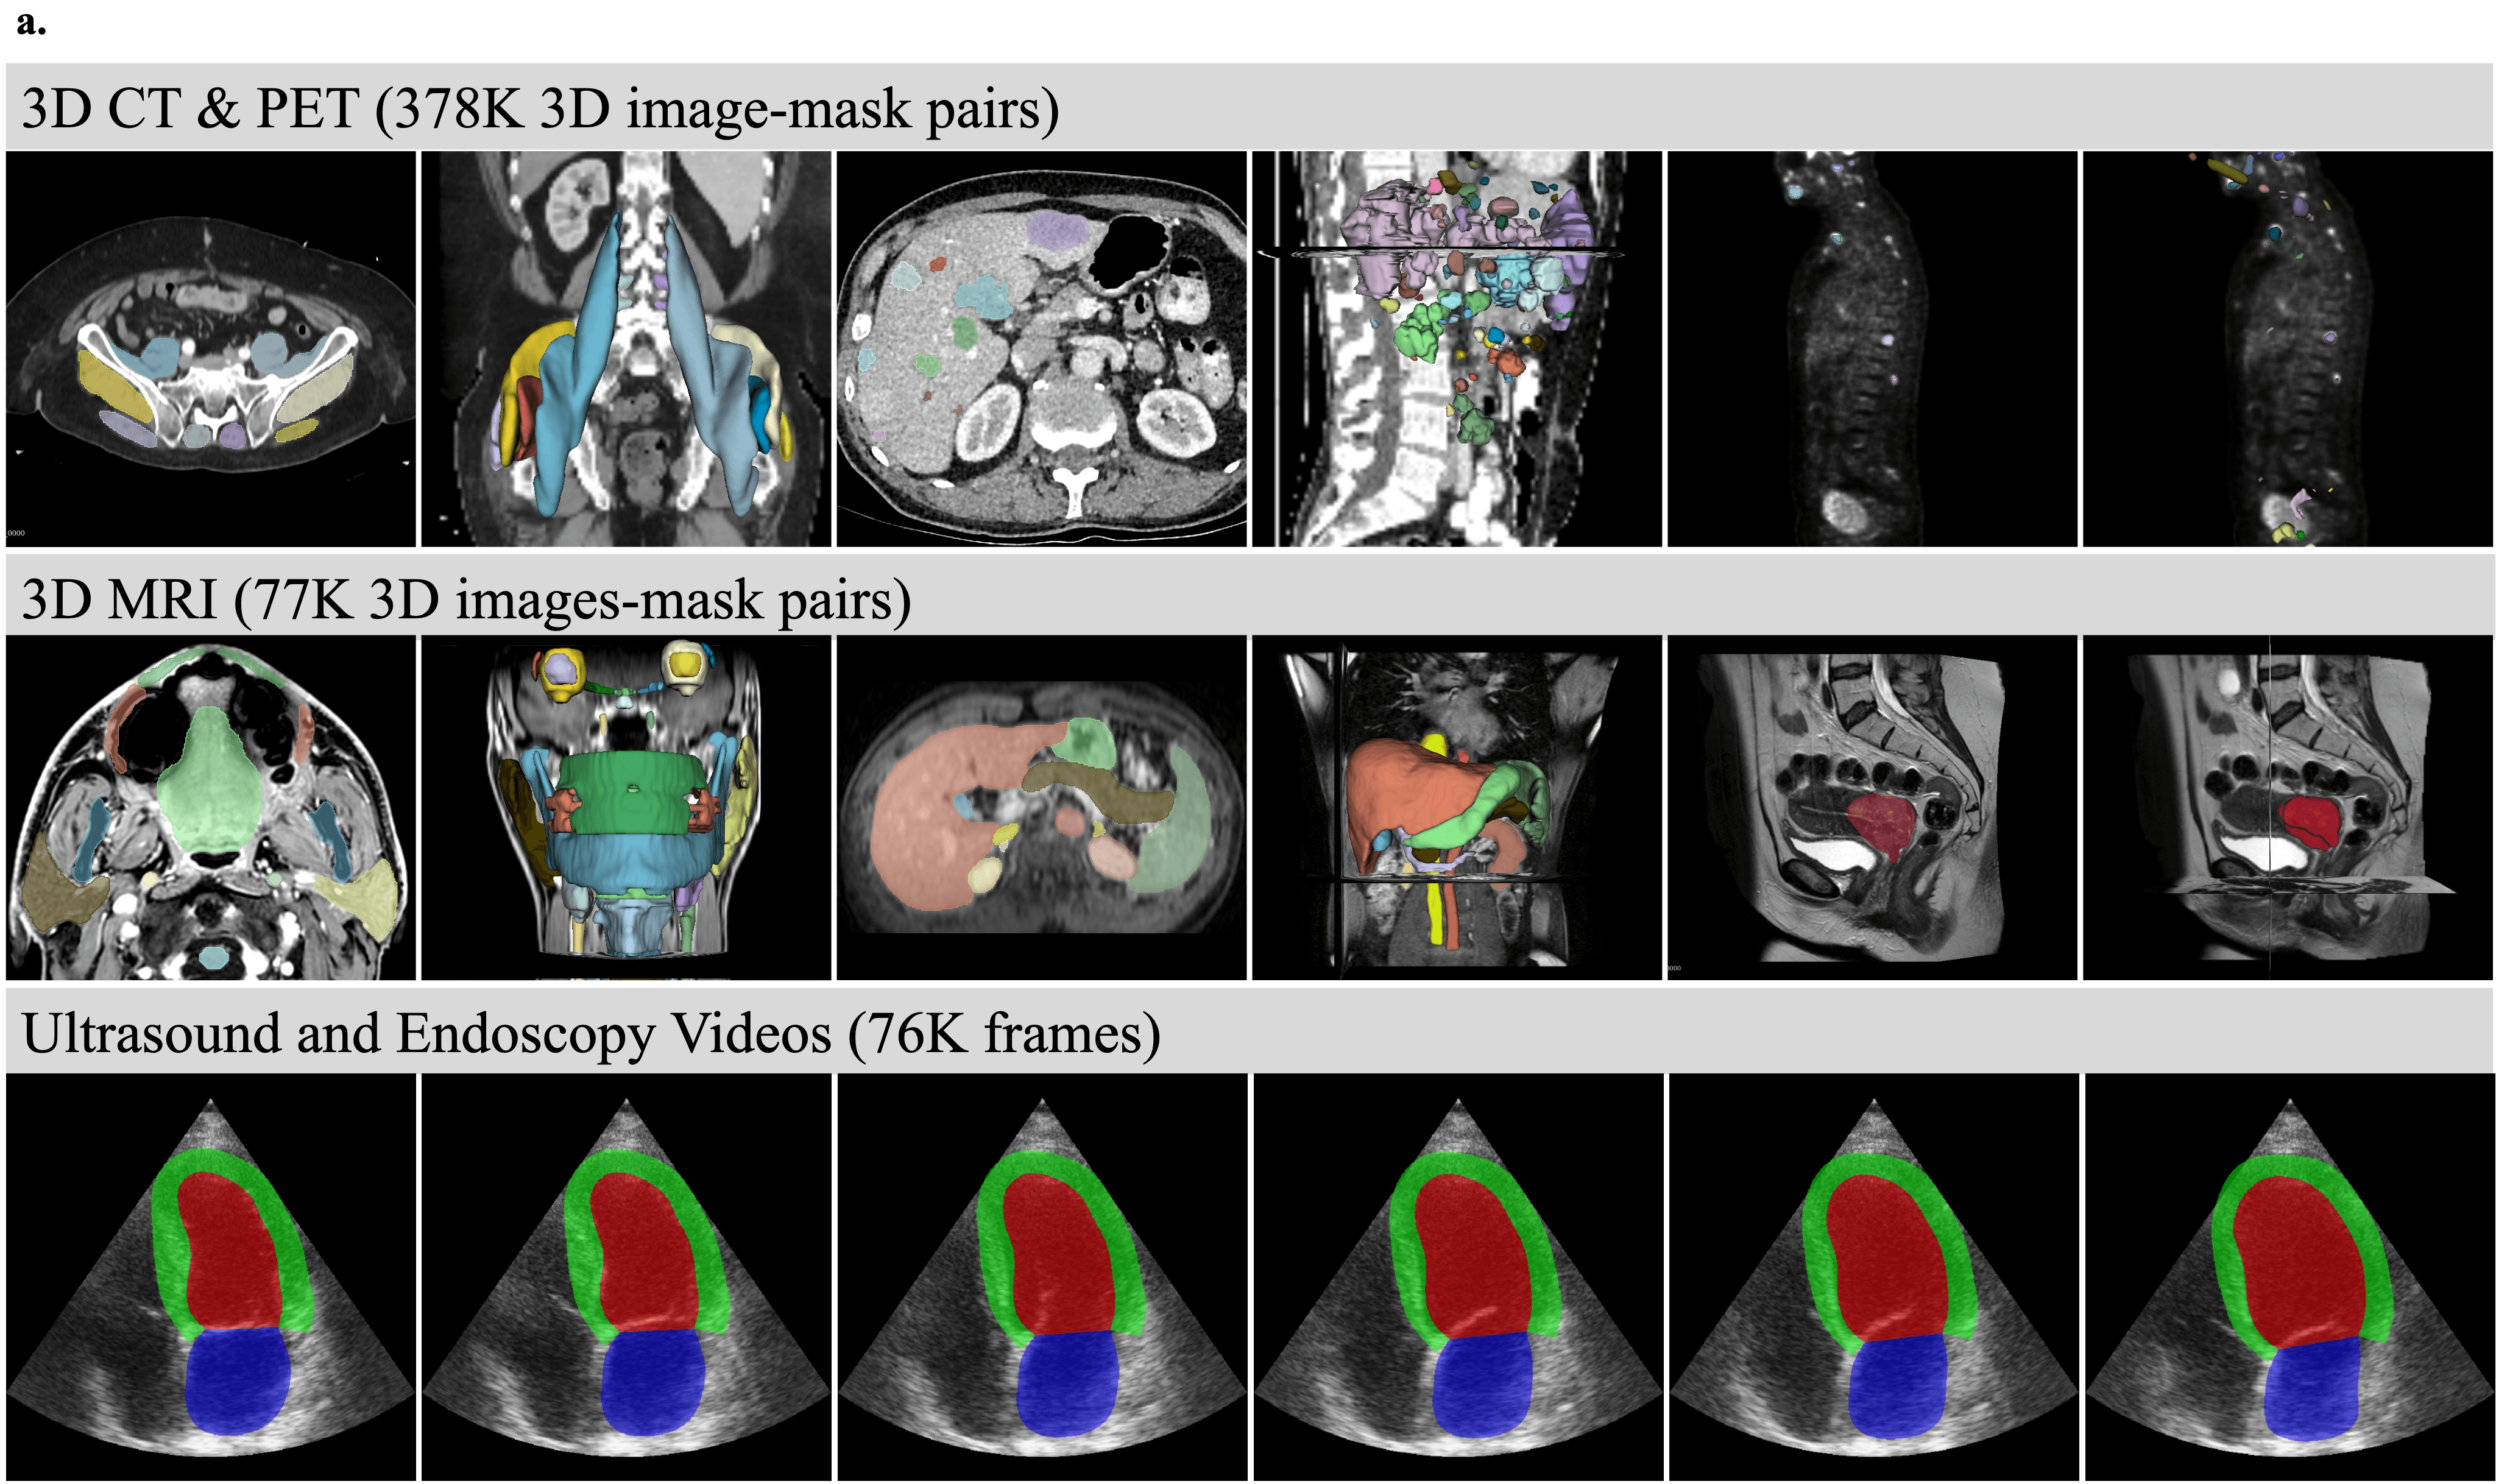 a.
3D CT & PET (378K 3D image-mask pairs)
3D MRI (77K 3D images-mask pairs)
Ultrasound and Endoscopy Videos (76K frames)